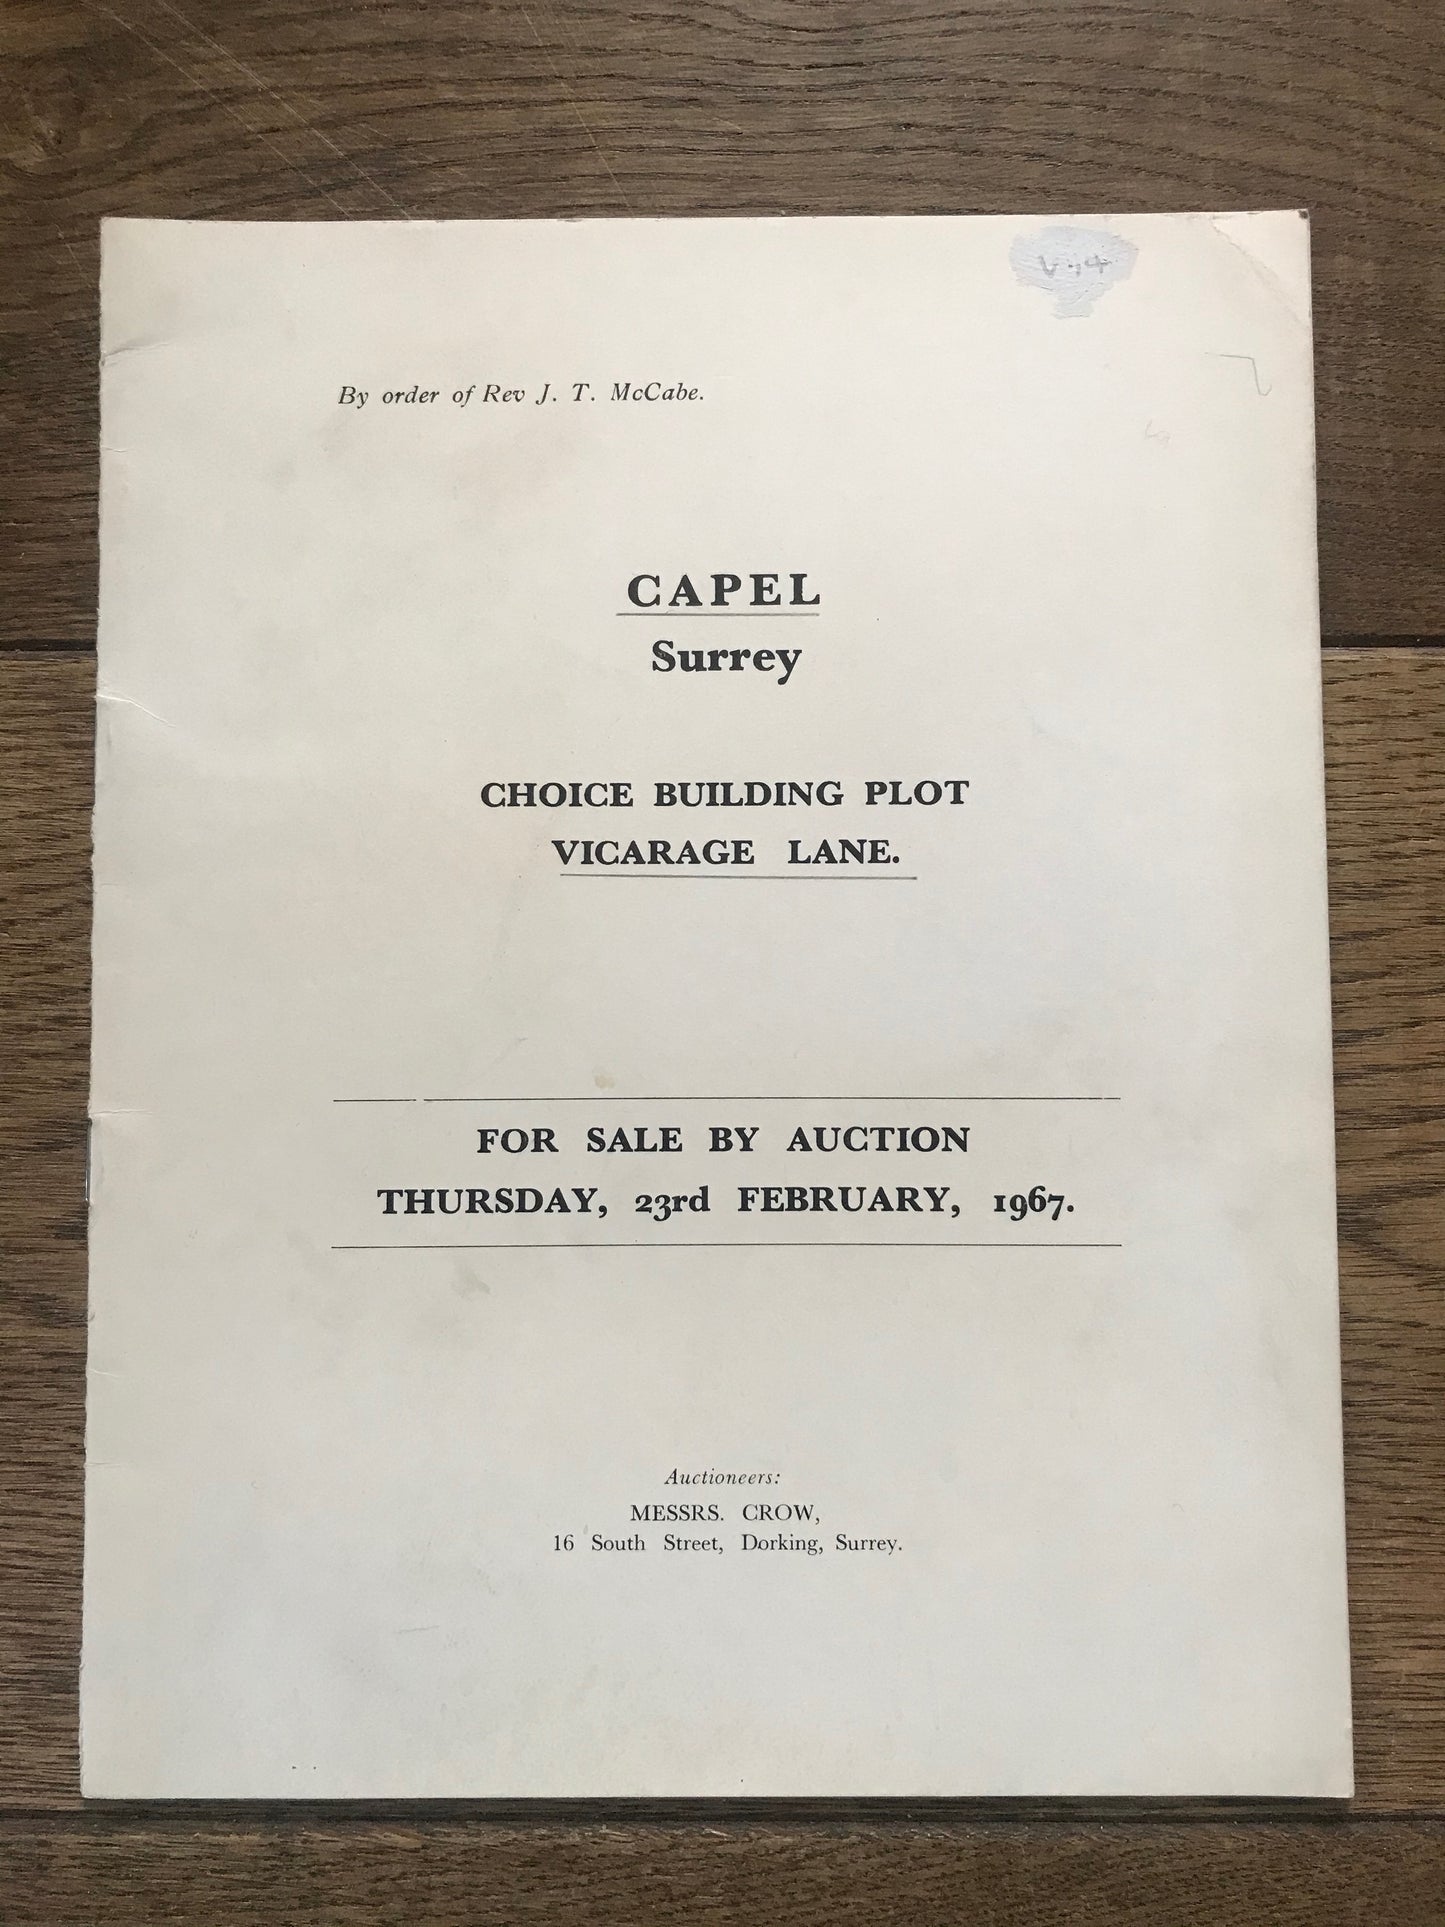 By order of Rev J. T. McCabe.
CAPEL
Surrey
CHOICE BUILDING PLOT
VICARAGE LANE.
FOR SALE BY AUCTION
THURSDAY, 23rd FEBRUARY, 1967.
Auctioneers:
MESSRS. CROW,
16 South Street, Dorking, Surrey.